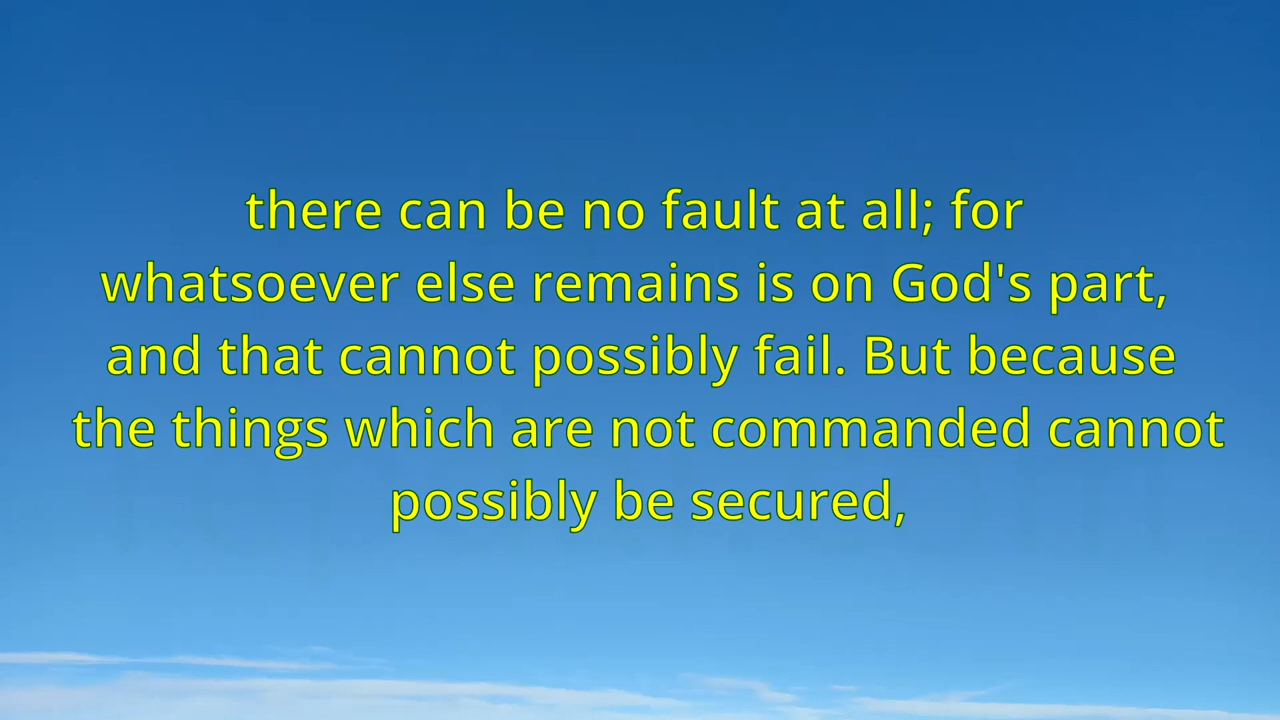 there can be no fault at all; for
whatsoever else remains is on God's part,
and that cannot possibly fail. But because
the things which are not commanded cannot
possibly be secured,